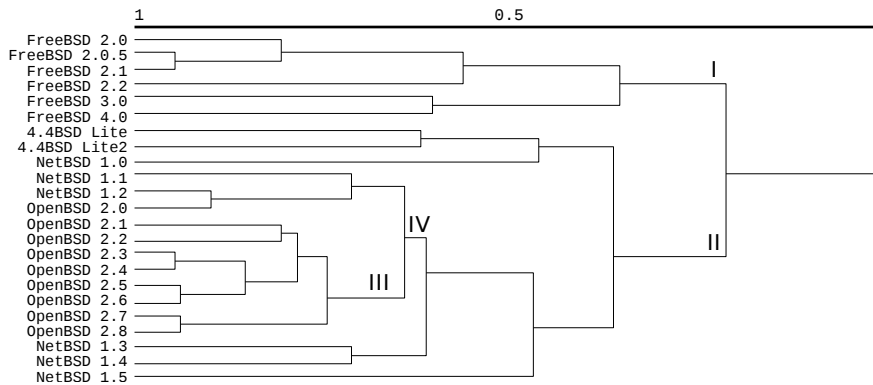 1 0.5
FreeBSD 2.0
FreeBSD 2.0.5
FreeBSD 2.1
I
FreeBSD 2.2
FreeBSD 3.0
FreeBSD 4.0
4.4BSD Lite
4.4BSD Lite2
NetBSD 1.0
NetBSD 1.1
NetBSD 1.2
OpenBSD 2.0
OpenBSD 2.1
IV
OpenBSD 2.2
II
OpenBSD 2.3
OpenBSD 2.4
III
OpenBSD 2.5
OpenBSD 2.6
OpenBSD 2.7
OpenBSD 2.8
NetBSD 1.3
NetBSD 1.4
NetBSD 1.5